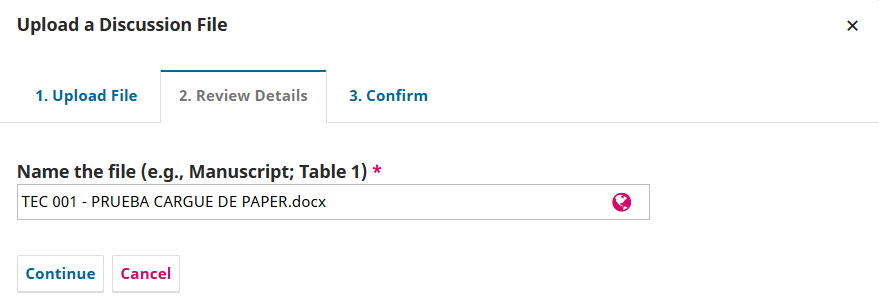 Upload a Discussion File
×
1. Upload File
2. Review Details
3. Confirm
Name the file (e.g., Manuscript; Table 1) *
TEC 001 - PRUEBA CARGUE DE PAPER.docx
Continue
Cancel